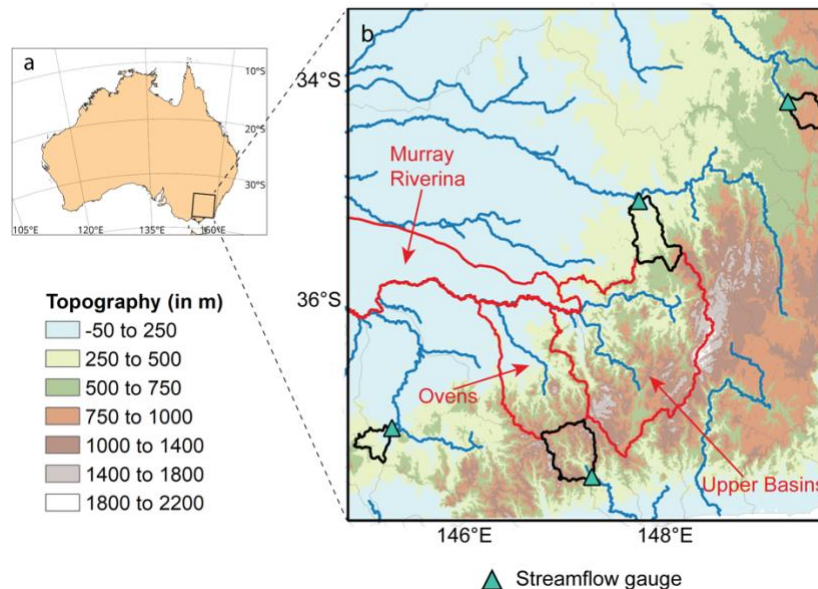 a
10°S
20°S
30°S
105°E
120°E
135°E
160°E
Topography (in m)
-50 to 250
250 to 500
500 to 750
750 to 1000
1000 to 1400
1400 to 1800
1800 to 2200
b
34°S
36°S
Murray
Riverina
Ovens
Upper Basins
146°E
148°E
Streamflow gauge